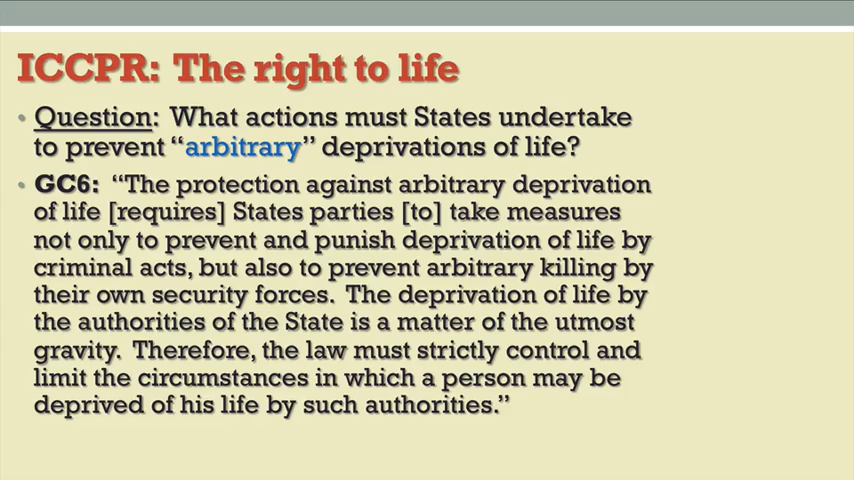 ICCPR: The right to life
• Question: What actions must States undertake
to prevent “arbitrary” deprivations of life?
• GC6: “The protection against arbitrary deprivation
of life [requires] States parties [to] take measures
not only to prevent and punish deprivation of life by
criminal acts, but also to prevent arbitrary killing by
their own security forces. The deprivation of life by
the authorities of the State is a matter of the utmost
gravity. Therefore, the law must strictly control and
limit the circumstances in which a person may be
deprived of his life by such authorities.”